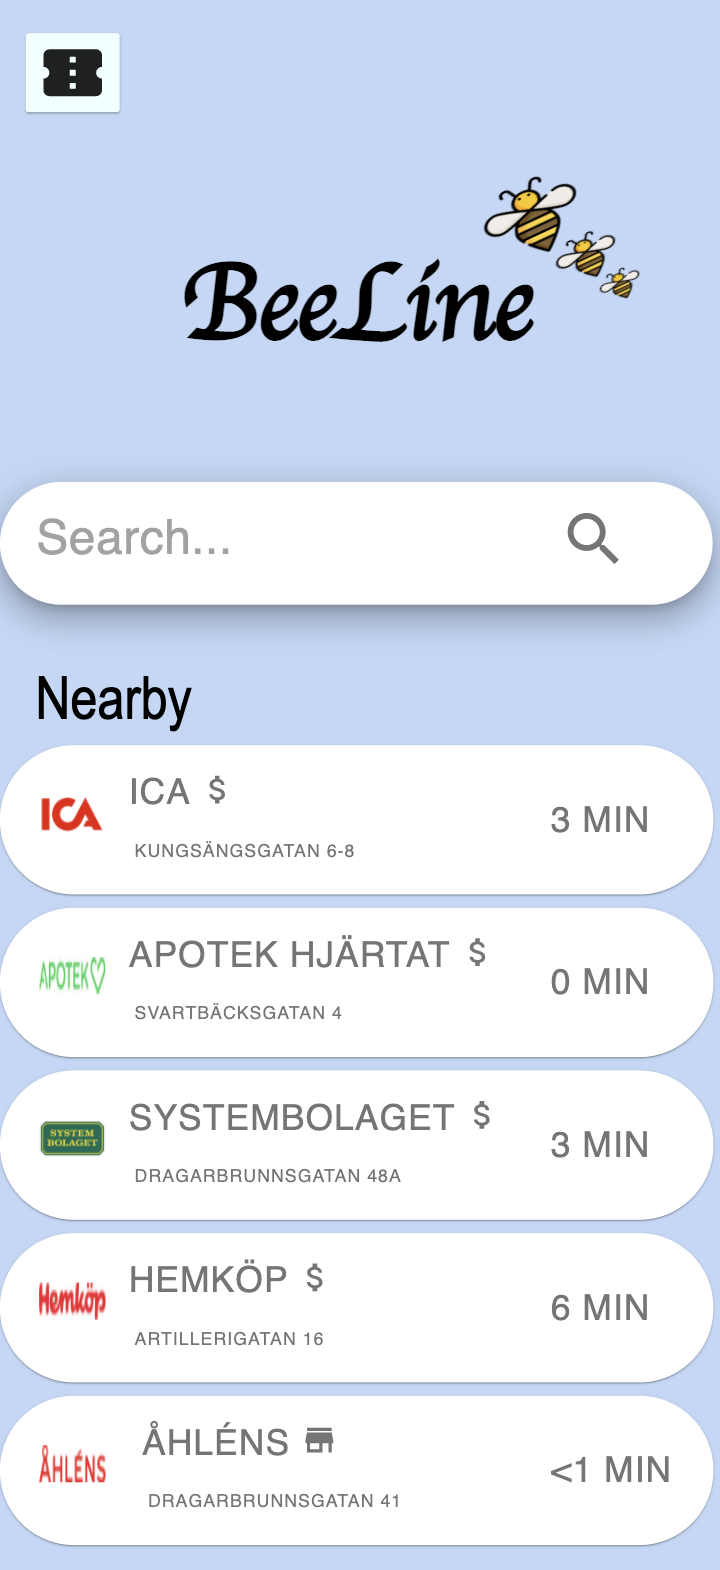 BeeLine
Search...
Nearby
ICA
ICA $
3 MIN
KUNGSÄNGSGATAN 6-8
APOTEK
APOTEK HJÄRTAT $
0 MIN
SVARTBÄCKSGATAN 4
SYSTEM
BOLAGET
SYSTEMBOLAGET $
3 MIN
DRAGARBRUNNSGATAN 48A
Hemköp
HEMKÖP $
6 MIN
ARTILLERIGATAN 16
ÅHLÉNS
ÅHLÉNS
<1 MIN
DRAGARBRUNNSGATAN 41